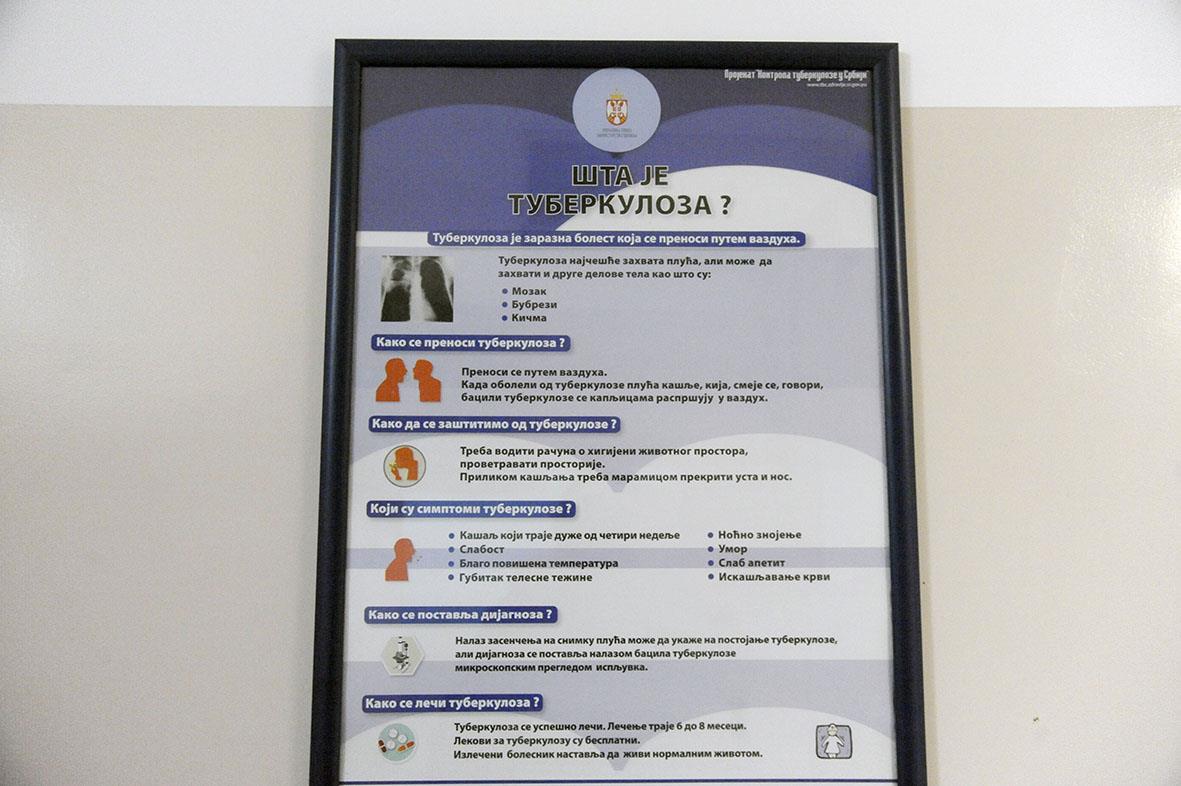 Пројекат "Контрола туберкулозе у Србији"
ШТА ЈЕ
ТУБЕРКУЛОЗА ?
Туберкулоза је заразна болест која се преноси путем ваздуха.
Туберкулоза најчешће захвата плућа, али може да
захвати и друге делове тела као што су:
• Мозак
• Бубрези
• Кичма
Како се преноси туберкулоза ?
Преноси се путем ваздуха.
Када оболели од туберкулозе плућа кашље, кија, смеје се, говори,
бацили туберкулозе се капљицама распршују у ваздух.
Како да се заштитимо од туберкулозе ?
Треба водити рачуна о хигијени животног простора,
проветравати просторије.
Приликом кашљања треба марамицом прекрити уста и нос.
Који су симптоми туберкулозе ?
• Кашаљ који траје дуже од четири недеље
• Слабост
• Благо повишена температура
• Губитак телесне тежине
• Ноћно знојење
• Умор
• Слаб апетит
• Искашљавање крви
Како се поставља дијагноза ?
Налаз засенчења на снимку плућа може да укаже на постојање туберкулозе,
али дијагноза се поставља налазом бацила туберкулозе
микроскопским прегледом испљувка.
Како се лечи туберкулоза ?
Туберкулоза се успешно лечи. Лечење траје 6 до 8 месеци.
Лекови за туберкулозу су бесплатни.
Излечени болесник наставља да живи нормалним животом.